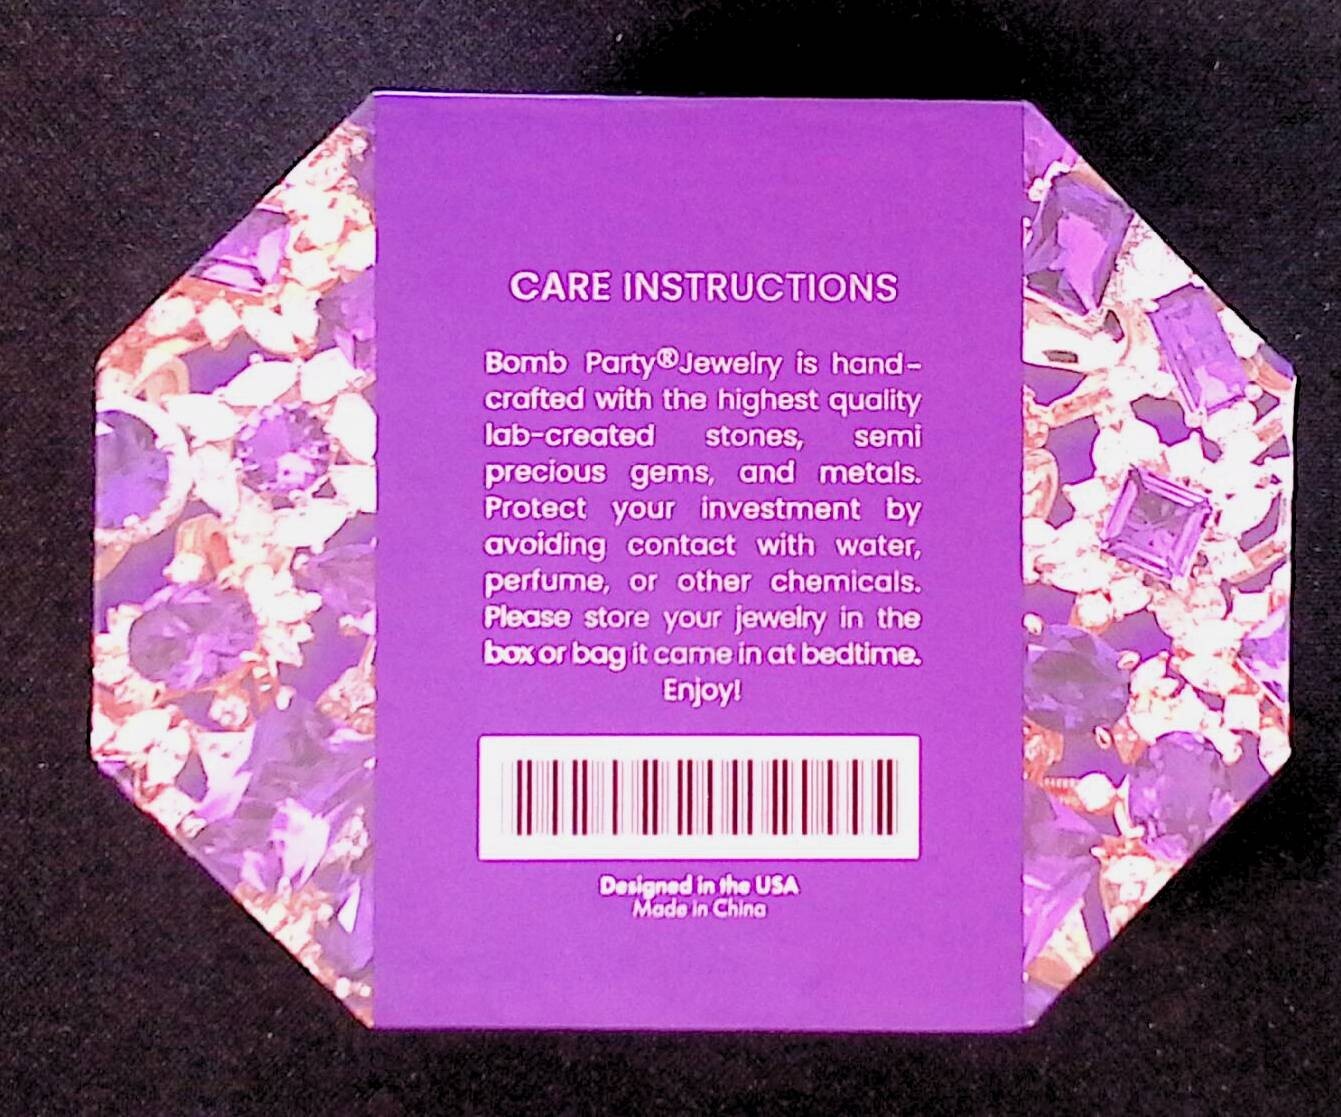 CARE INSTRUCTIONS
Bomb Party®Jewelry is hand-
crafted with the highest quality
lab-created stones, semi
precious gems, and metals.
Protect your investment by
avoiding contact with water,
perfume, or other chemicals.
Please store your jewelry in the
box or bag it came in at bedtime.
Enjoy!
Designed in the USA
Made in China